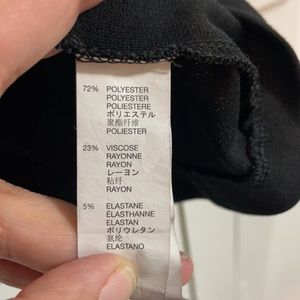 72% POLYESTER
POLYESTER
POLIESTERE
ポリエステル
聚酯纤维
POLIESTER
23% VISCOSE
RAYONNE
RAYON
レーヨン
粘纤
RAYON
5% ELASTANE
ÉLASTHANNE
ELASTAN
ポリウレタン
氨纶
ELASTANO